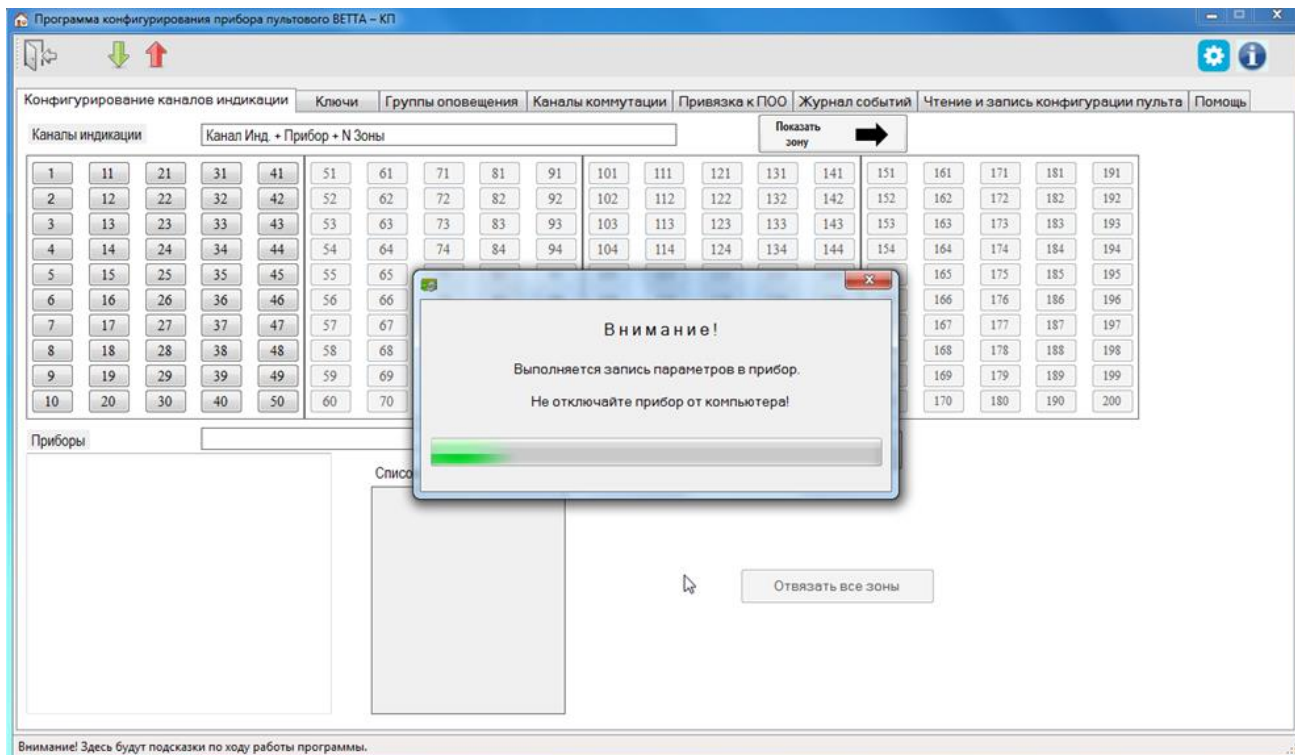 Программа конфигурирования прибора пультового ВЕТТА – КП
Конфигурирование каналов индикации Ключи Группы оповещения Каналы коммутации Привязка к ПОО Журнал событий Чтение и запись конфигурации пульта Помощь
Каналы индикации Канал Инд. + Прибор + N Зоны Показать
зону
1 11 21 31 41 51 61 71 81 91 101 111 121 131 141 151 161 171 181 191
2 12 22 32 42 52 62 72 82 92 102 112 122 132 142 152 162 172 182 192
3 13 23 33 43 53 63 73 83 93 103 113 123 133 143 153 163 173 183 193
4 14 24 34 44 54 64 74 84 94 104 114 124 134 144 154 164 174 184 194
5 15 25 35 45 55 65 165 175 185 195
6 16 26 36 46 56 66 166 176 186 196
7 17 27 37 47 57 67 167 177 187 197
8 18 28 38 48 58 68 168 178 188 198
9 19 29 39 49 59 69 169 179 189 199
10 20 30 40 50 60 70 170 180 190 200
Внимание!
Выполняется запись параметров в прибор.
Не отключайте прибор от компьютера!
Приборы
Списо
Отвязать все зоны
Внимание! Здесь будут подсказки по ходу работы программы.